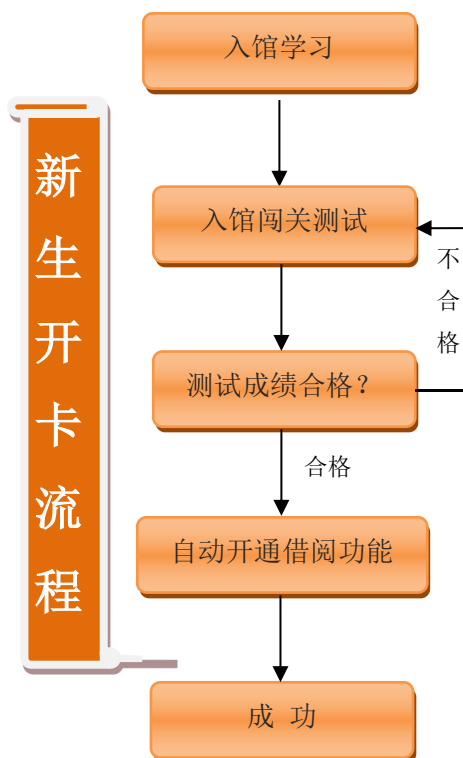 新生开卡流程
入馆学习
入馆闯关测试
不合格
测试成绩合格？
合格
自动开通借阅功能
成 功